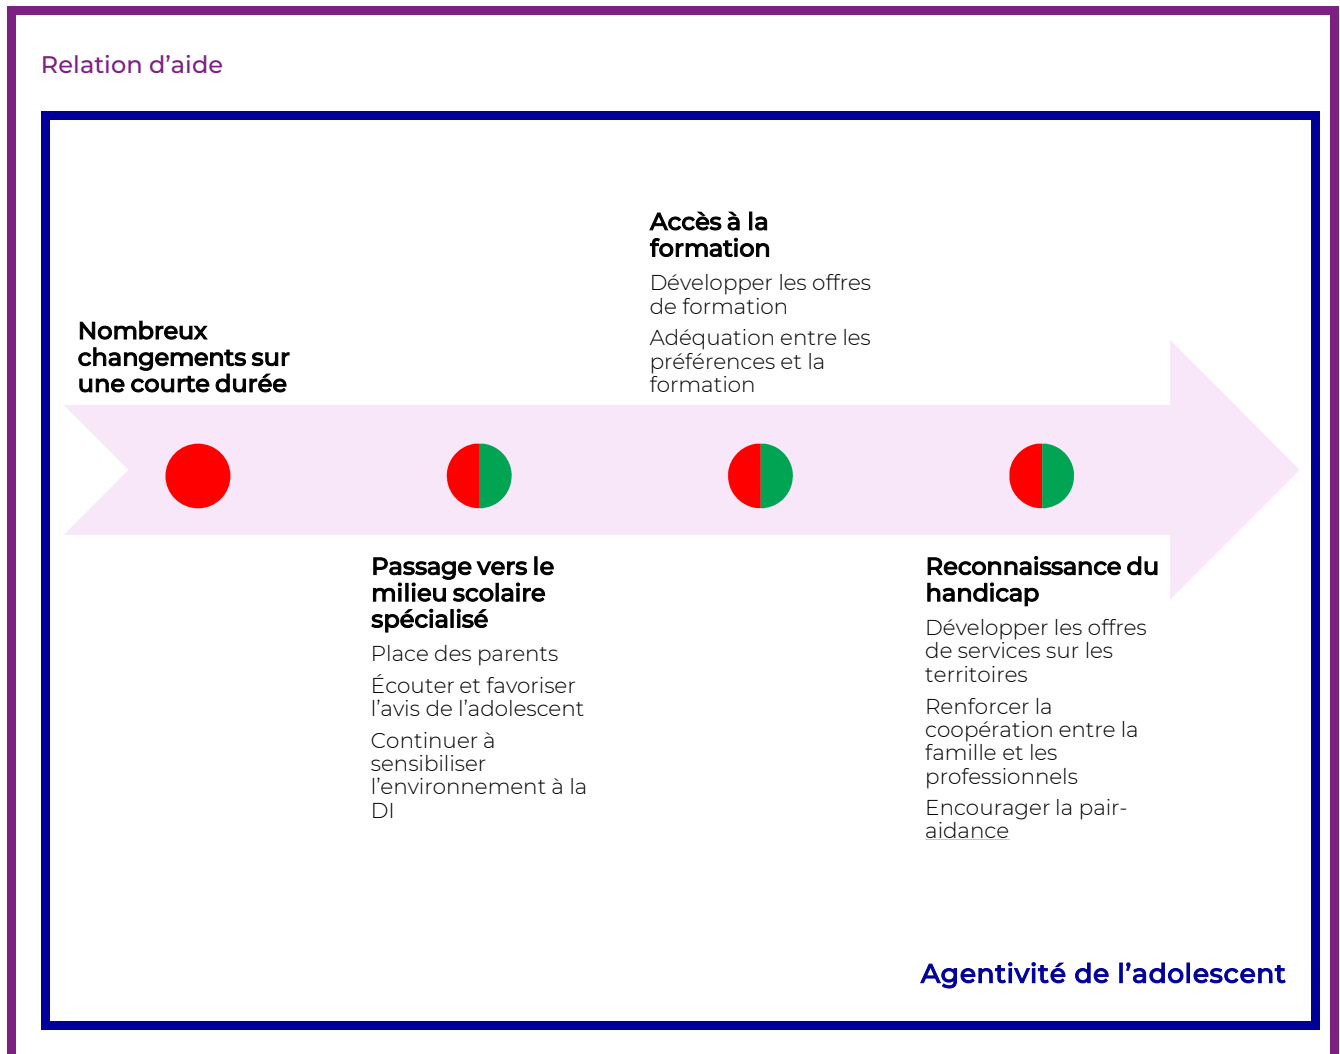 Relation d’aide
Nombreux
changements sur
une courte durée
Passage vers le
milieu scolaire
spécialisé
Place des parents
Écouter et favoriser
l’avis de l’adolescent
Continuer à
sensibiliser
l’environnement à la
DI
Accès à la
formation
Développer les offres
de formation
Adéquation entre les
préférences et la
formation
Reconnaissance du
handicap
Développer les offres
de services sur les
territoires
Renforcer la
coopération entre la
famille et les
professionnels
Encourager la pair-
aidance
Agentivité de l’adolescent